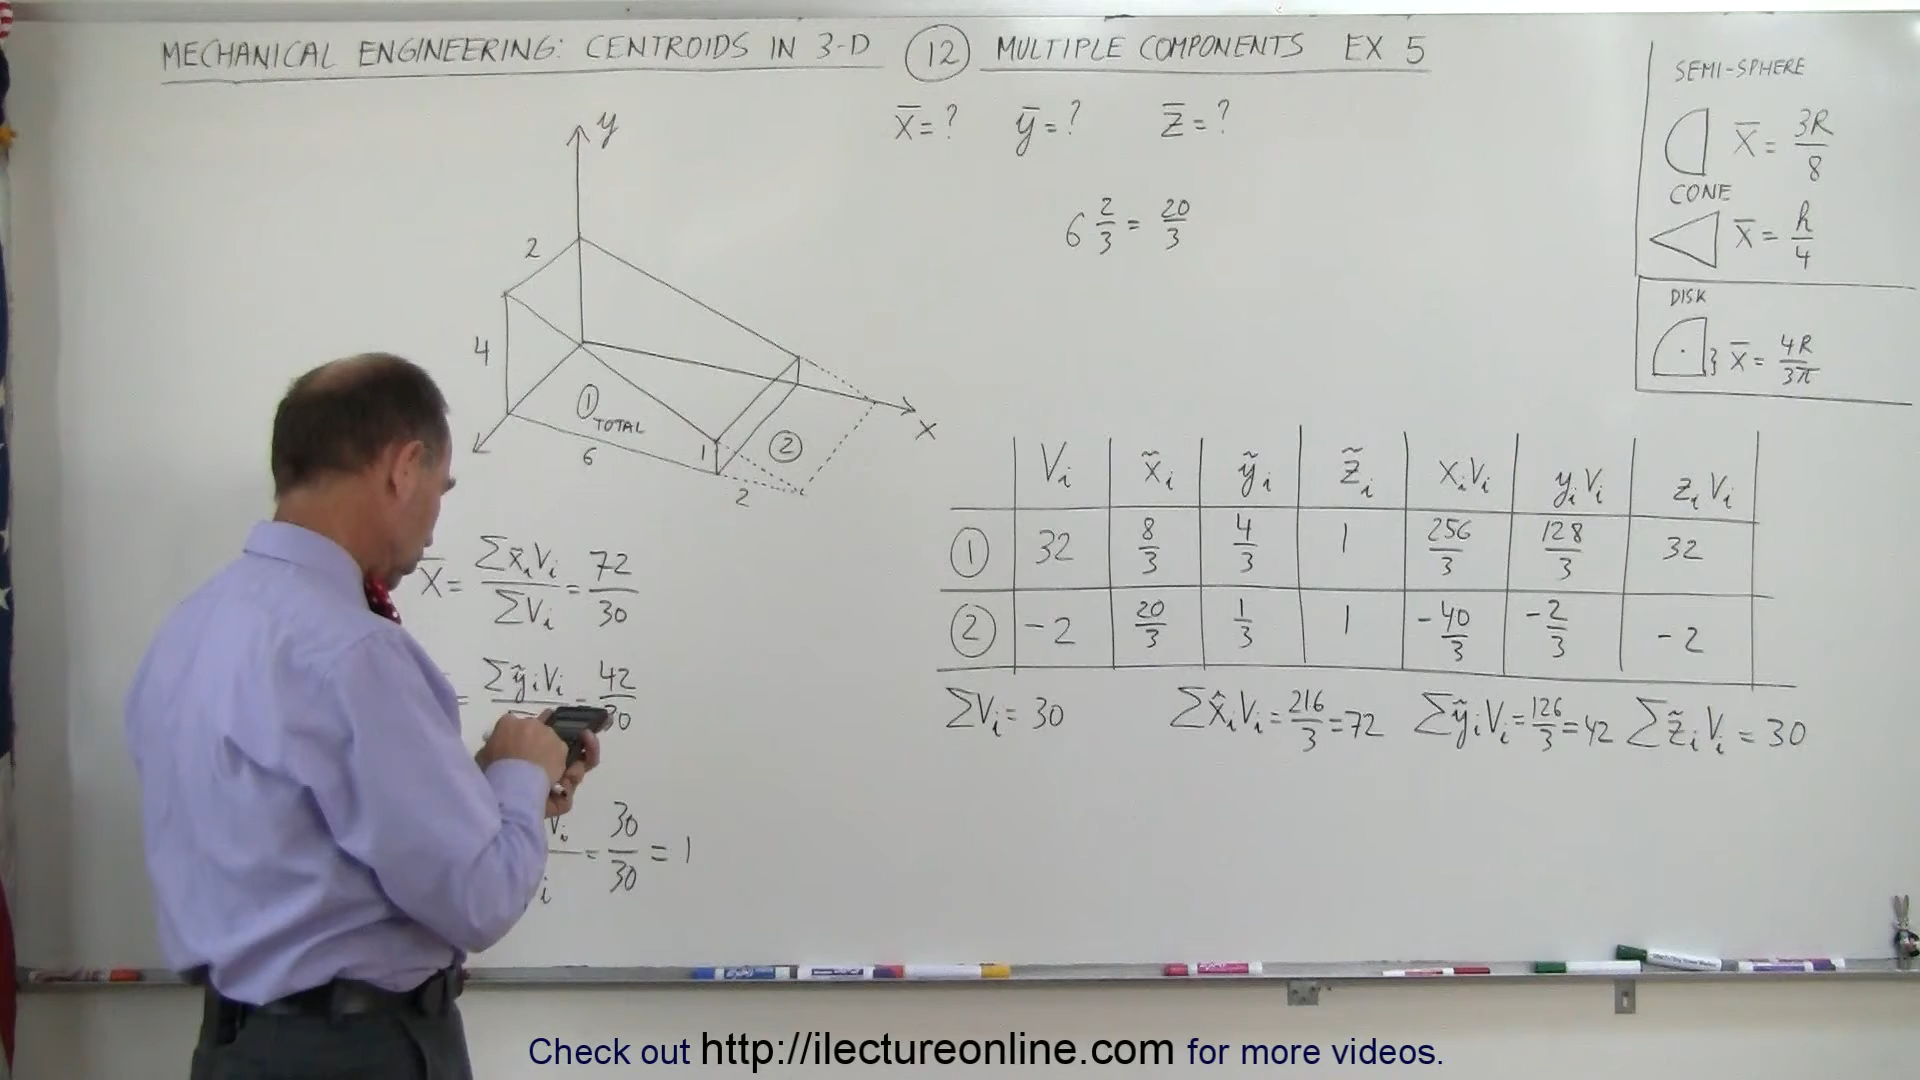 MECHANICAL ENGINEERING: CENTROIDS IN 3-D (12) MULTIPLE COMPONENTS EX 5
x̄ = ? ȳ = ? z̄ = ?
6 2/3 = 20/3
y
2
4
① TOTAL
6
1
②
2
x
SEMI-SPHERE
x̄ = 3R/8
CONE
x̄ = h/4
DISK
} x̄ = 4R/3π
Vᵢ x̃ᵢ ỹᵢ z̃ᵢ xᵢVᵢ yᵢVᵢ zᵢVᵢ
① 32 8/3 4/3 1 256/3 128/3 32
② -2 20/3 1/3 1 -40/3 -2/3 -2
ΣVᵢ = 30 Σx̂ᵢVᵢ = 216/3 = 72 ΣỹᵢVᵢ = 126/3 = 42 Σz̃ᵢVᵢ = 30
x̄ = Σx̃ᵢVᵢ/ΣVᵢ = 72/30
= ΣỹᵢVᵢ = 42/30
Vᵢ/ᵢ = 30/30 = 1
Check out http://ilectureonline.com for more videos.